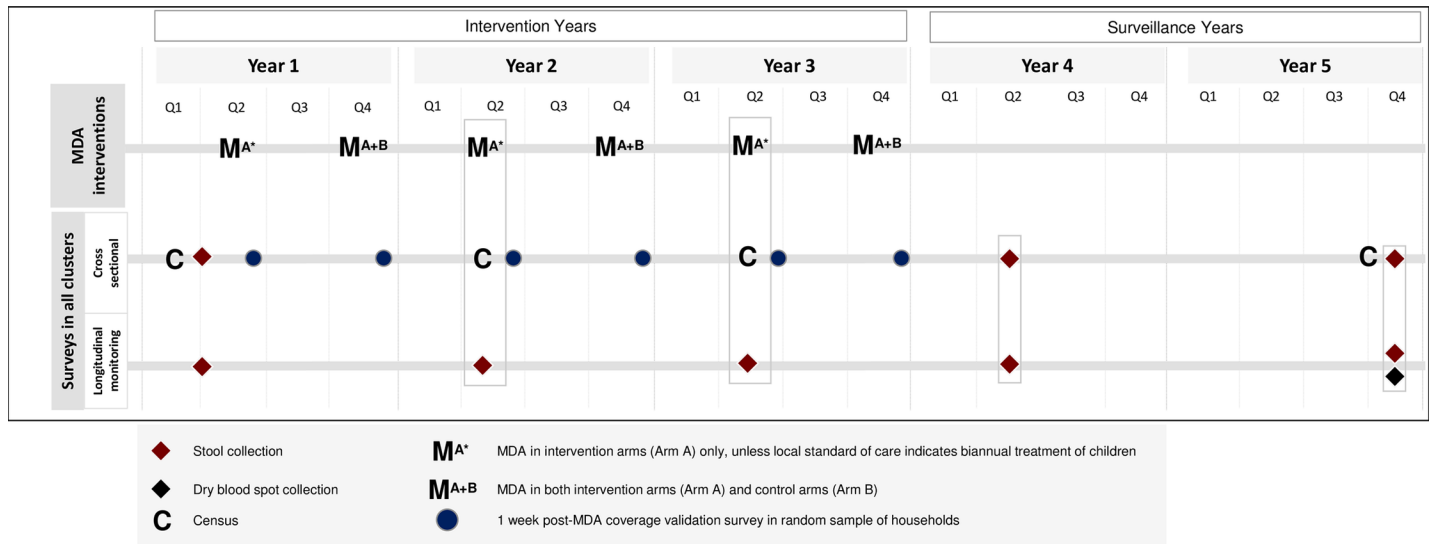 Intervention Years
Surveillance Years
Year 1
Year 2
Year 3
Year 4
Year 5
Q1 Q2 Q3 Q4 Q1 Q2 Q3 Q4 Q1 Q2 Q3 Q4 Q1 Q2 Q3 Q4 Q1 Q2 Q3 Q4
MDA
interventions
MA* MA+B MA* MA+B MA* MA+B
Surveys in all clusters
Cross
sectional
C C C C
Longitudinal
monitoring
Stool collection
MA* MDA in intervention arms (Arm A) only, unless local standard of care indicates biannual treatment of children
Dry blood spot collection
MA+B MDA in both intervention arms (Arm A) and control arms (Arm B)
C Census
1 week post-MDA coverage validation survey in random sample of households